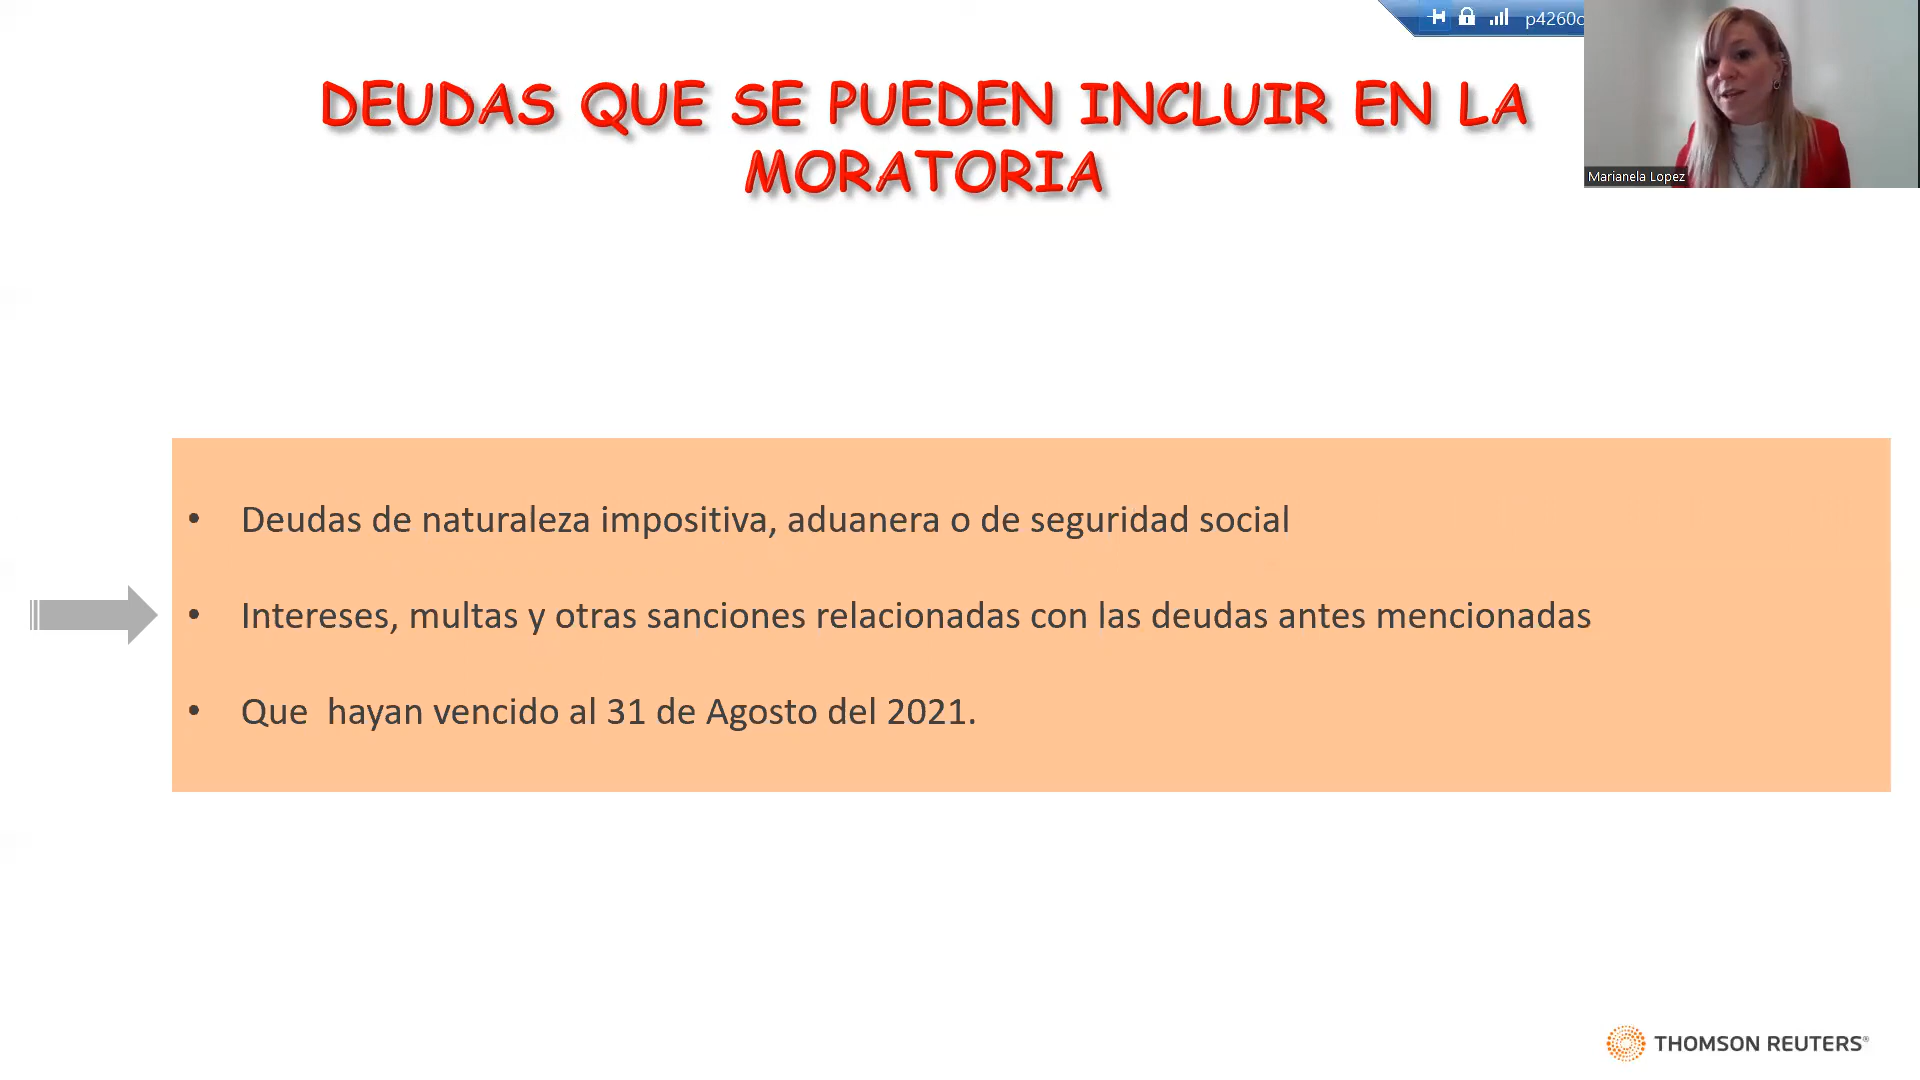 p4260c
DEUDAS QUE SE PUEDEN INCLUIR EN LA
MORATORIA
Marianela Lopez
• Deudas de naturaleza impositiva, aduanera o de seguridad social
• Intereses, multas y otras sanciones relacionadas con las deudas antes mencionadas
• Que  hayan vencido al 31 de Agosto del 2021.
THOMSON REUTERS®